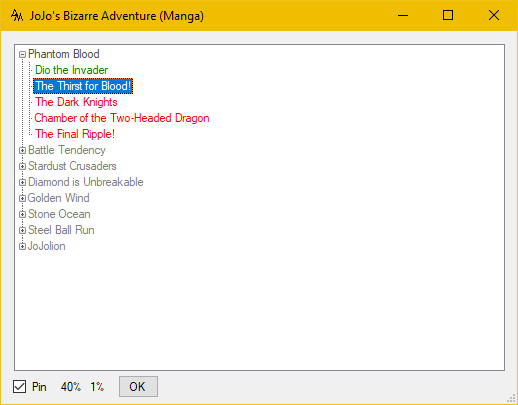 JoJo's Bizarre Adventure (Manga)
Phantom Blood
Dio the Invader
The Thirst for Blood!
The Dark Knights
Chamber of the Two-Headed Dragon
The Final Ripple!
Battle Tendency
Stardust Crusaders
Diamond is Unbreakable
Golden Wind
Stone Ocean
Steel Ball Run
JoJolion
Pin 40% 1% OK